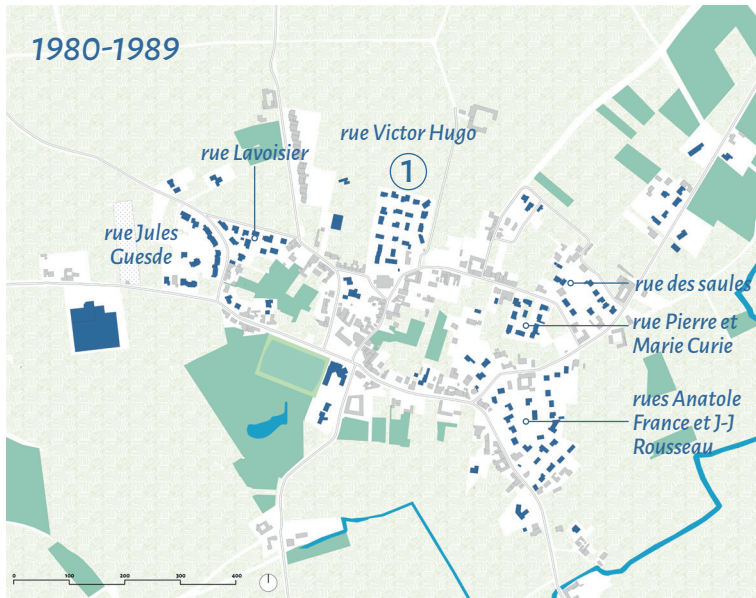 1980-1989
rue Victor Hugo
1
rue Lavoisier
rue Jules
Guesde
rue des saules
rue Pierre et
Marie Curie
rues Anatole
France et J-J
Rousseau
0 100 200 300 400